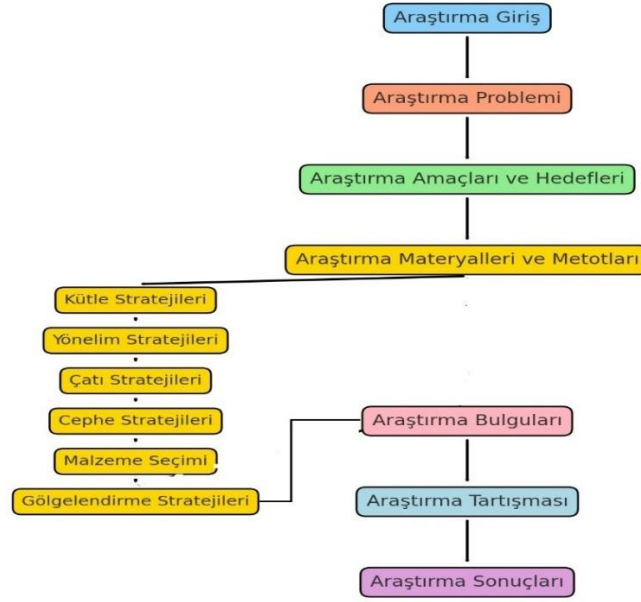 Araştırma Giriş
Araştırma Problemi
Araştırma Amaçları ve Hedefleri
Araştırma Materyalleri ve Metotları
Kütle Stratejileri
Yönelim Stratejileri
Çatı Stratejileri
Cephe Stratejileri
Malzeme Seçimi
Gölgelendirme Stratejileri
Araştırma Bulguları
Araştırma Tartışması
Araştırma Sonuçları